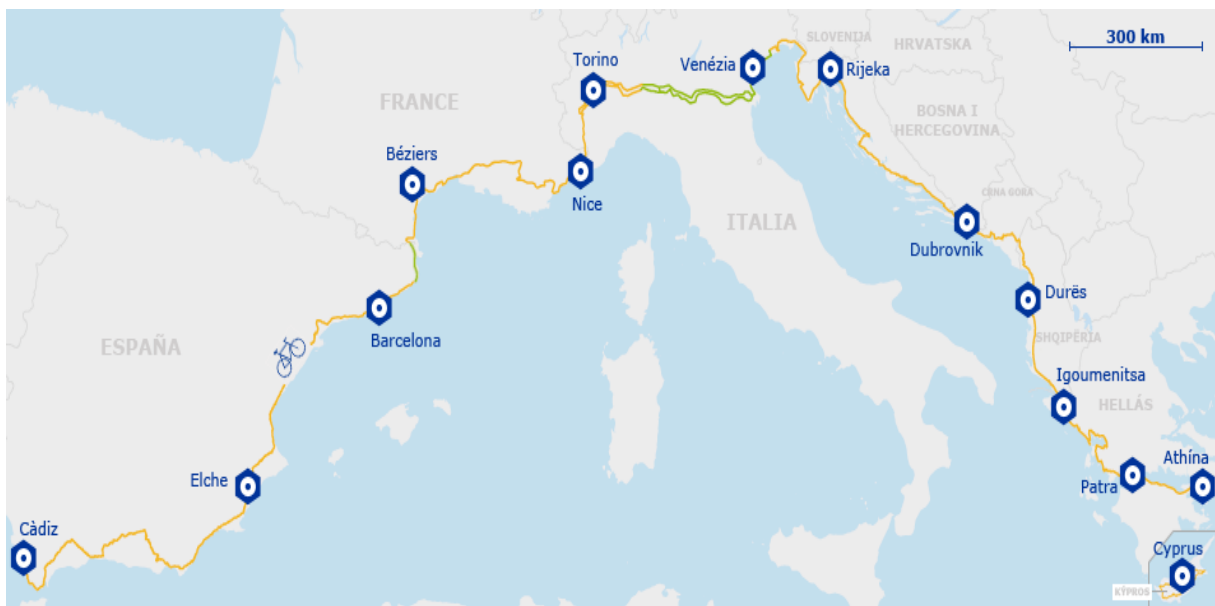 SLOVENIJA
HRVATSKA
300 km
Torino
Venézia
Rijeka
FRANCE
BOSNA I
HERCEGOVINA
Béziers
CRNA GORA
Nice
ITALIA
Dubrovnik
Durës
Barcelona
ESPAÑA
SHQIPËRIA
Igoumenitsa
HELLÁS
Elche
Athína
Patra
Càdiz
Cyprus
KÝPROS